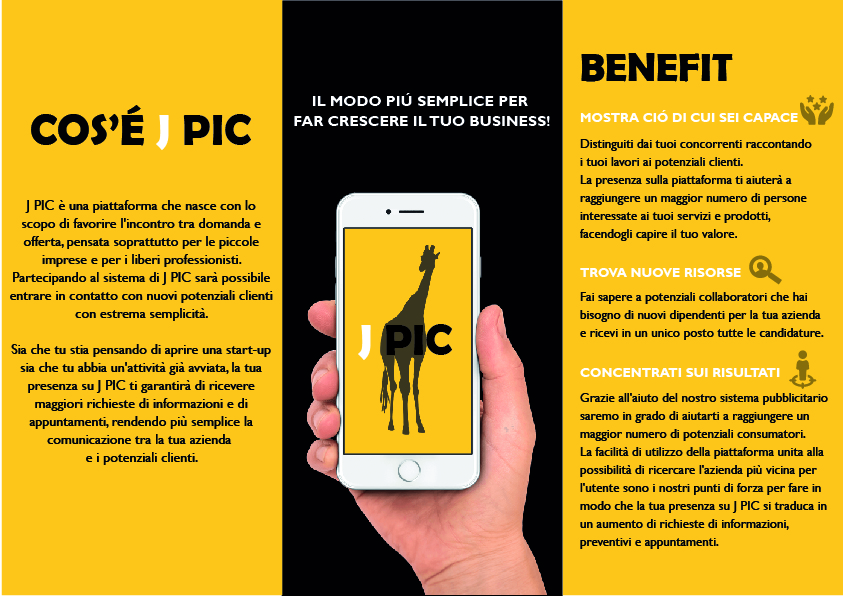 COS'É J PIC
J PIC è una piattaforma che nasce con lo
scopo di favorire l'incontro tra domanda e
offerta, pensata soprattutto per le piccole
imprese e per i liberi professionisti.
Partecipando al sistema di J PIC sarà possibile
entrare in contatto con nuovi potenziali clienti
con estrema semplicità.
Sia che tu stia pensando di aprire una start-up
sia che tu abbia un'attività già avviata, la tua
presenza su J PIC ti garantirà di ricevere
maggiori richieste di informazioni e di
appuntamenti, rendendo più semplice la
comunicazione tra la tua azienda
e i potenziali clienti.
IL MODO PIÚ SEMPLICE PER
FAR CRESCERE IL TUO BUSINESS!
J PIC
BENEFIT
MOSTRA CIÓ DI CUI SEI CAPACE
Distinguiti dai tuoi concorrenti raccontando
i tuoi lavori ai potenziali clienti.
La presenza sulla piattaforma ti aiuterà a
raggiungere un maggior numero di persone
interessate ai tuoi servizi e prodotti,
facendogli capire il tuo valore.
TROVA NUOVE RISORSE
Fai sapere a potenziali collaboratori che hai
bisogno di nuovi dipendenti per la tua azienda
e ricevi in un unico posto tutte le candidature.
CONCENTRATI SUI RISULTATI
Grazie all'aiuto del nostro sistema pubblicitario
saremo in grado di aiutarti a raggiungere un
maggior numero di potenziali consumatori.
La facilità di utilizzo della piattaforma unita alla
possibilità di ricercare l'azienda più vicina per
l'utente sono i nostri punti di forza per fare in
modo che la tua presenza su J PIC si traduca in
un aumento di richieste di informazioni,
preventivi e appuntamenti.